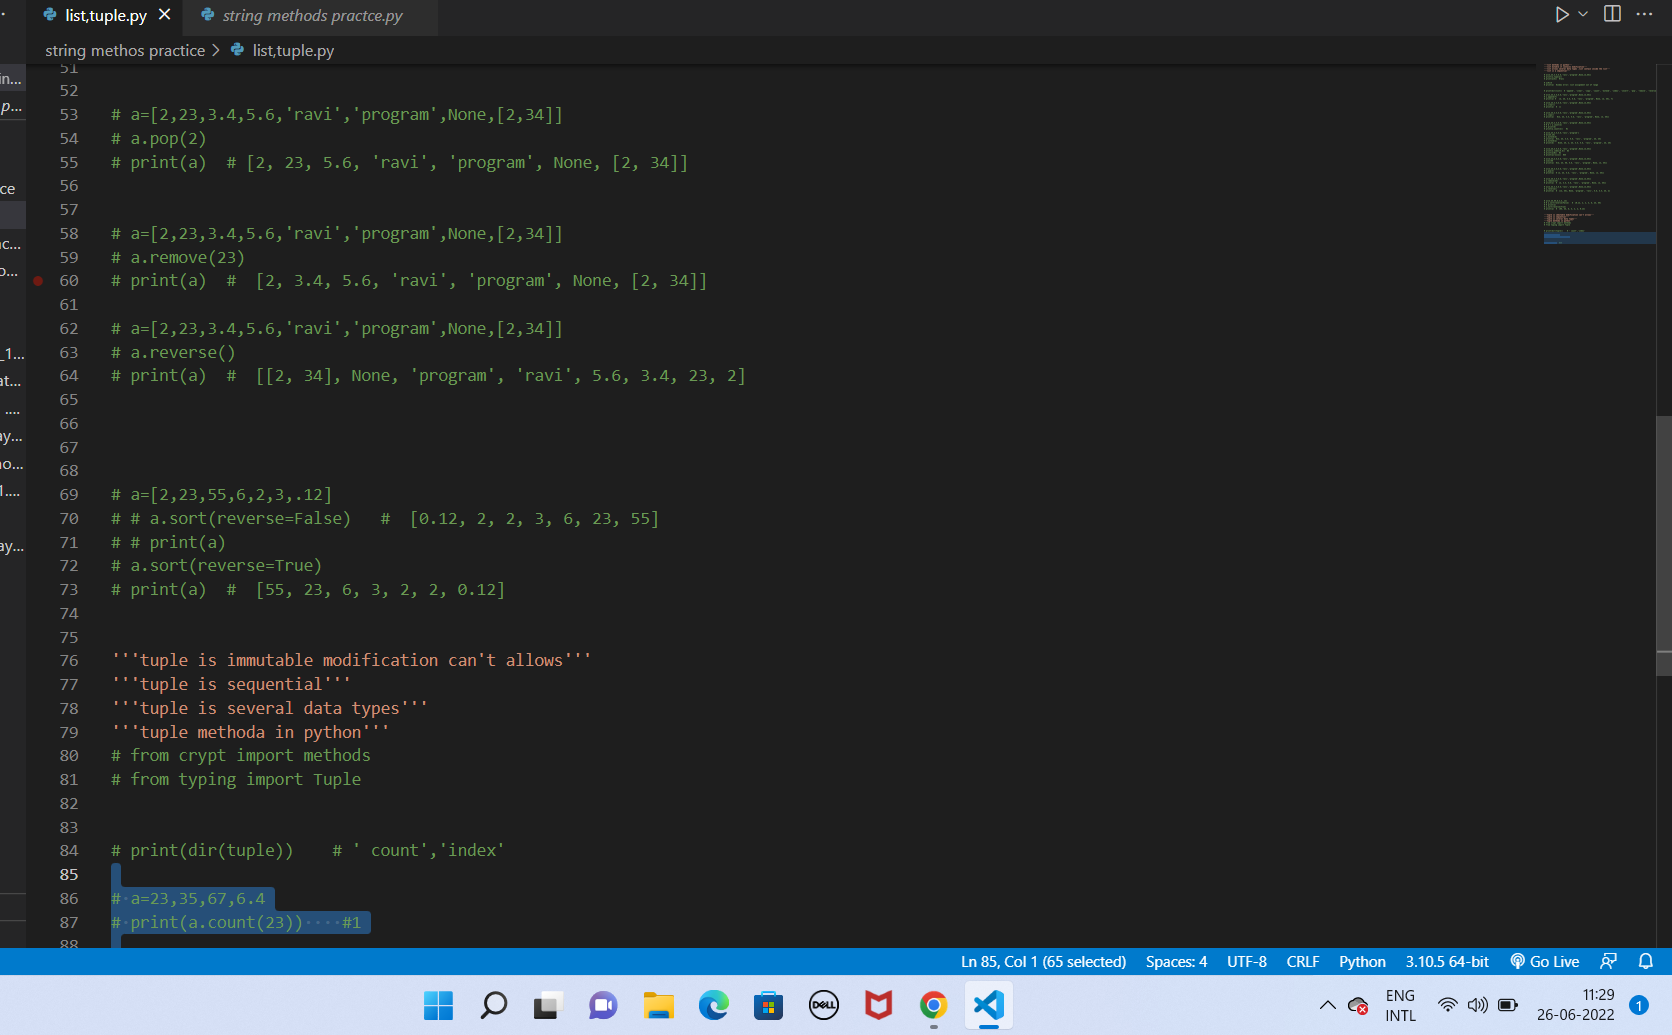 list,tuple.py
string methods practce.py
string methos practice > list,tuple.py
in...
p...
ce
ac...
o...
_1...
at...
....
ay...
no...
1....
ay...
51
52
53 # a=[2,23,3.4,5.6,'ravi','program',None,[2,34]]
54 # a.pop(2)
55 # print(a)  # [2, 23, 5.6, 'ravi', 'program', None, [2, 34]]
56
57
58 # a=[2,23,3.4,5.6,'ravi','program',None,[2,34]]
59 # a.remove(23)
60 # print(a)  #  [2, 3.4, 5.6, 'ravi', 'program', None, [2, 34]]
61
62 # a=[2,23,3.4,5.6,'ravi','program',None,[2,34]]
63 # a.reverse()
64 # print(a)  #  [[2, 34], None, 'program', 'ravi', 5.6, 3.4, 23, 2]
65
66
67
68
69 # a=[2,23,55,6,2,3,.12]
70 # # a.sort(reverse=False)   #  [0.12, 2, 2, 3, 6, 23, 55]
71 # # print(a)
72 # a.sort(reverse=True)
73 # print(a)  #  [55, 23, 6, 3, 2, 2, 0.12]
74
75
76 '''tuple is immutable modification can't allows'''
77 '''tuple is sequential'''
78 '''tuple is several data types'''
79 '''tuple methoda in python'''
80 # from crypt import methods
81 # from typing import Tuple
82
83
84 # print(dir(tuple))    # ' count','index'
85
86 # a=23,35,67,6.4
87 # print(a.count(23))    #1
88
Ln 85, Col 1 (65 selected) Spaces: 4 UTF-8 CRLF Python 3.10.5 64-bit Go Live
DELL
ENG
INTL
11:29
26-06-2022
1